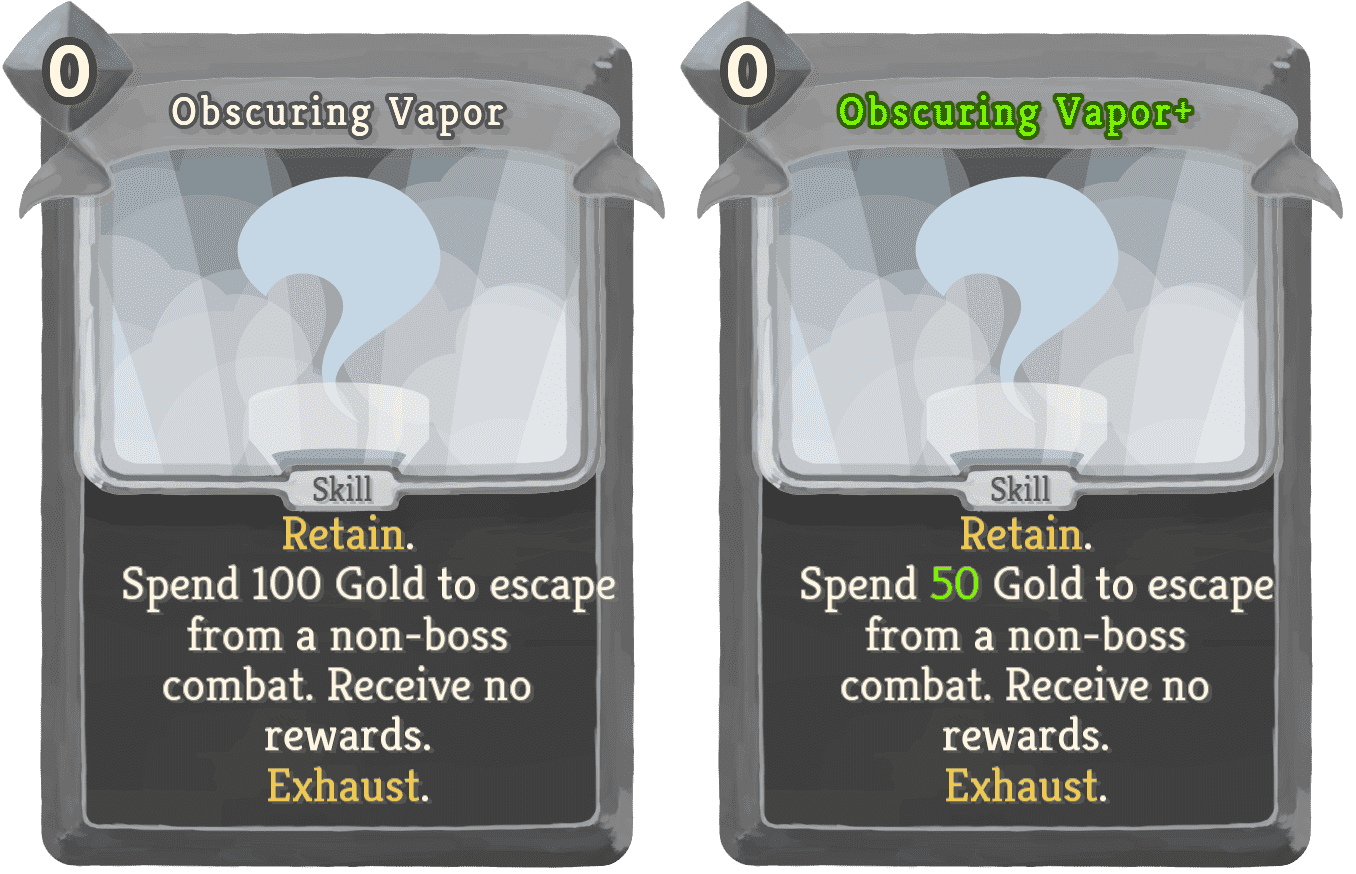 0
Obscuring Vapor
Skill
Retain.
Spend 100 Gold to escape
from a non-boss
combat. Receive no
rewards.
Exhaust.
0
Obscuring Vapor+
Skill
Retain.
Spend 50 Gold to escape
from a non-boss
combat. Receive no
rewards.
Exhaust.